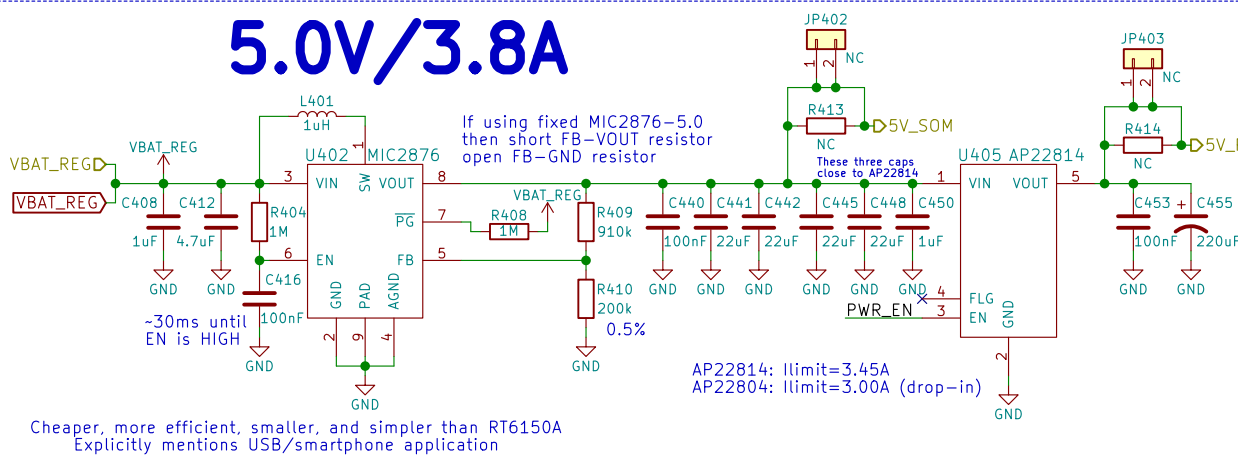 5.0V/3.8A
JP402
1
2
NC
JP403
1
2
NC
L401
1uH
If using fixed MIC2876-5.0
then short FB-VOUT resistor
open FB-GND resistor
R413
NC
5V_SOM
R414
NC
VBAT_REG
VBAT_REG
VBAT_REG
U402 MIC2876
1
3
VIN
SW
VOUT
8
These three caps
close to AP22814
U405 AP22814
1
VIN
VOUT
5
C408
1uF
C412
4.7uF
R404
1M
PG
7
R408
1M
VBAT_REG
R409
910k
C440
100nF
C441
22uF
C442
22uF
C445
22uF
C448
22uF
C450
1uF
C453
100nF
+
C455
220uF
6
EN
FB
5
GND
GND
C416
100nF
GND
PAD
AGND
2
9
4
R410
200k
0.5%
GND
GND
GND
GND
GND
GND
GND
GND
~30ms until
EN is HIGH
PWR_EN
4
FLG
3
EN
GND
2
GND
GND
GND
GND
AP22814: Ilimit=3.45A
AP22804: Ilimit=3.00A (drop-in)
Cheaper, more efficient, smaller, and simpler than RT6150A
Explicitly mentions USB/smartphone application